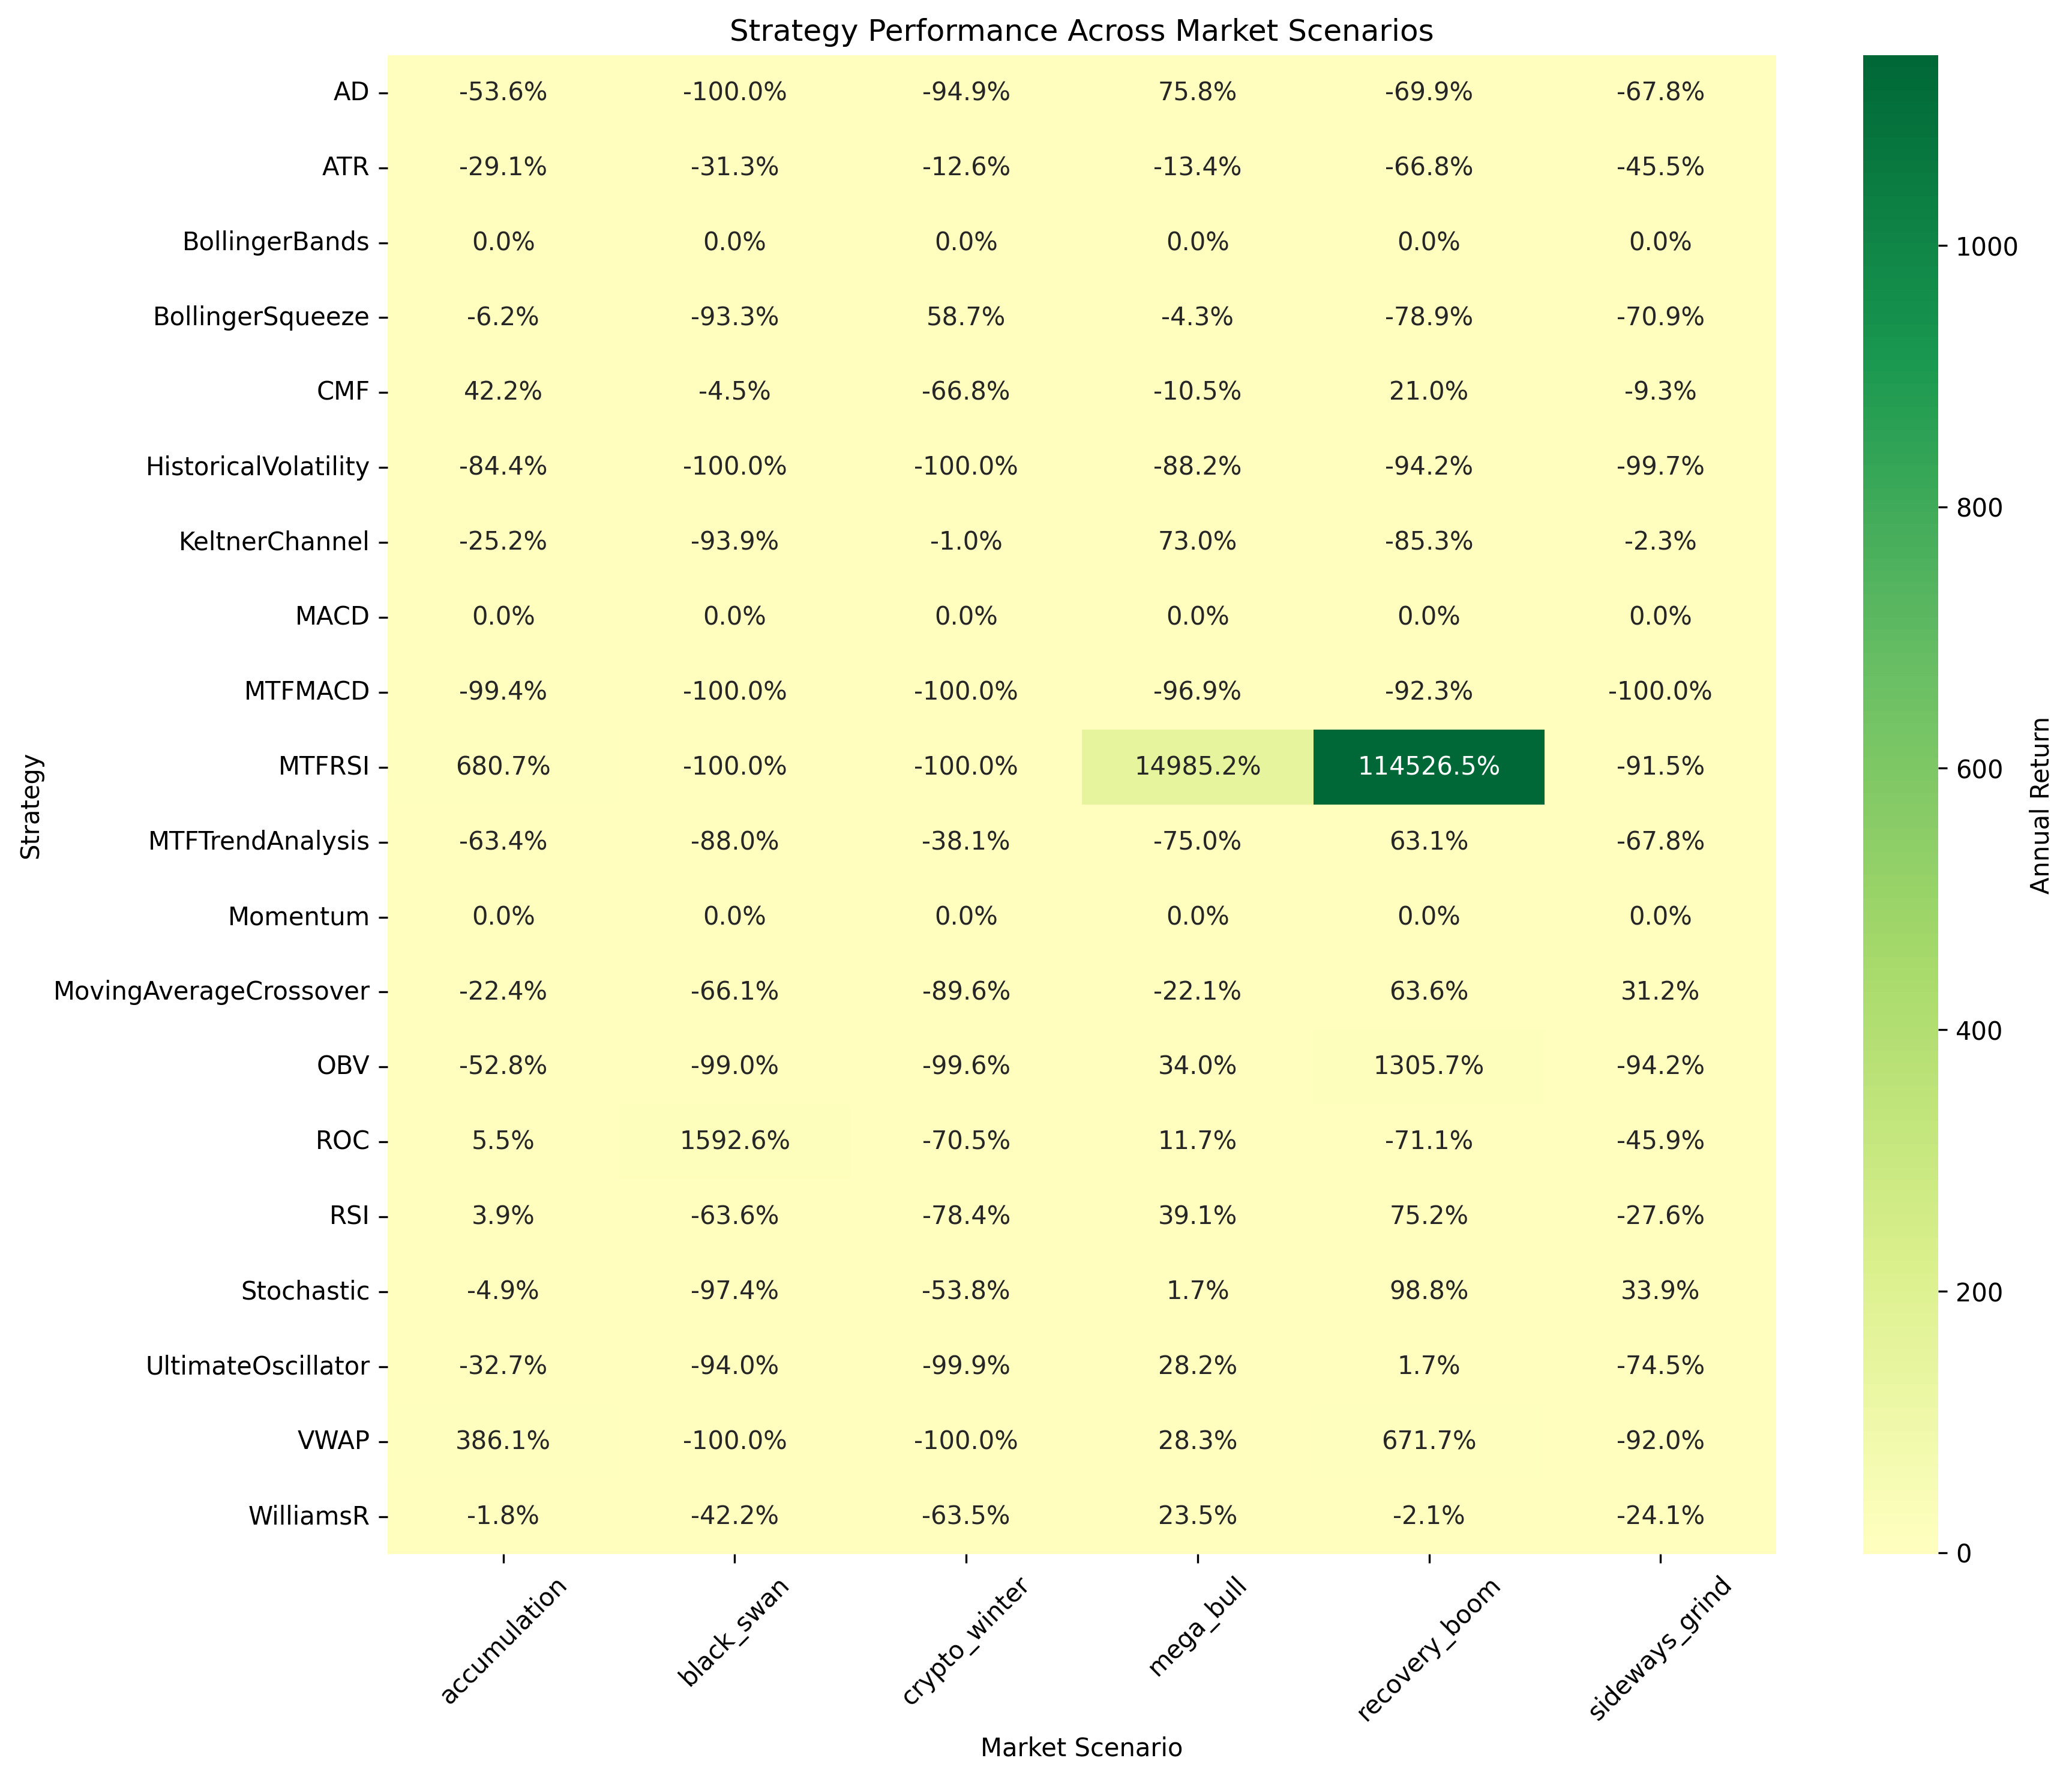 Strategy Performance Across Market Scenarios
AD -53.6% -100.0% -94.9% 75.8% -69.9% -67.8%
ATR -29.1% -31.3% -12.6% -13.4% -66.8% -45.5%
BollingerBands 0.0% 0.0% 0.0% 0.0% 0.0% 0.0%
BollingerSqueeze -6.2% -93.3% 58.7% -4.3% -78.9% -70.9%
CMF 42.2% -4.5% -66.8% -10.5% 21.0% -9.3%
HistoricalVolatility -84.4% -100.0% -100.0% -88.2% -94.2% -99.7%
KeltnerChannel -25.2% -93.9% -1.0% 73.0% -85.3% -2.3%
MACD 0.0% 0.0% 0.0% 0.0% 0.0% 0.0%
MTFMACD -99.4% -100.0% -100.0% -96.9% -92.3% -100.0%
MTFRSI 680.7% -100.0% -100.0% 14985.2% 114526.5% -91.5%
MTFTrendAnalysis -63.4% -88.0% -38.1% -75.0% 63.1% -67.8%
Momentum 0.0% 0.0% 0.0% 0.0% 0.0% 0.0%
MovingAverageCrossover -22.4% -66.1% -89.6% -22.1% 63.6% 31.2%
OBV -52.8% -99.0% -99.6% 34.0% 1305.7% -94.2%
ROC 5.5% 1592.6% -70.5% 11.7% -71.1% -45.9%
RSI 3.9% -63.6% -78.4% 39.1% 75.2% -27.6%
Stochastic -4.9% -97.4% -53.8% 1.7% 98.8% 33.9%
UltimateOscillator -32.7% -94.0% -99.9% 28.2% 1.7% -74.5%
VWAP 386.1% -100.0% -100.0% 28.3% 671.7% -92.0%
WilliamsR -1.8% -42.2% -63.5% 23.5% -2.1% -24.1%
Strategy
accumulation black_swan crypto_winter mega_bull recovery_boom sideways_grind
Market Scenario
1000
800
600
400
200
0
Annual Return